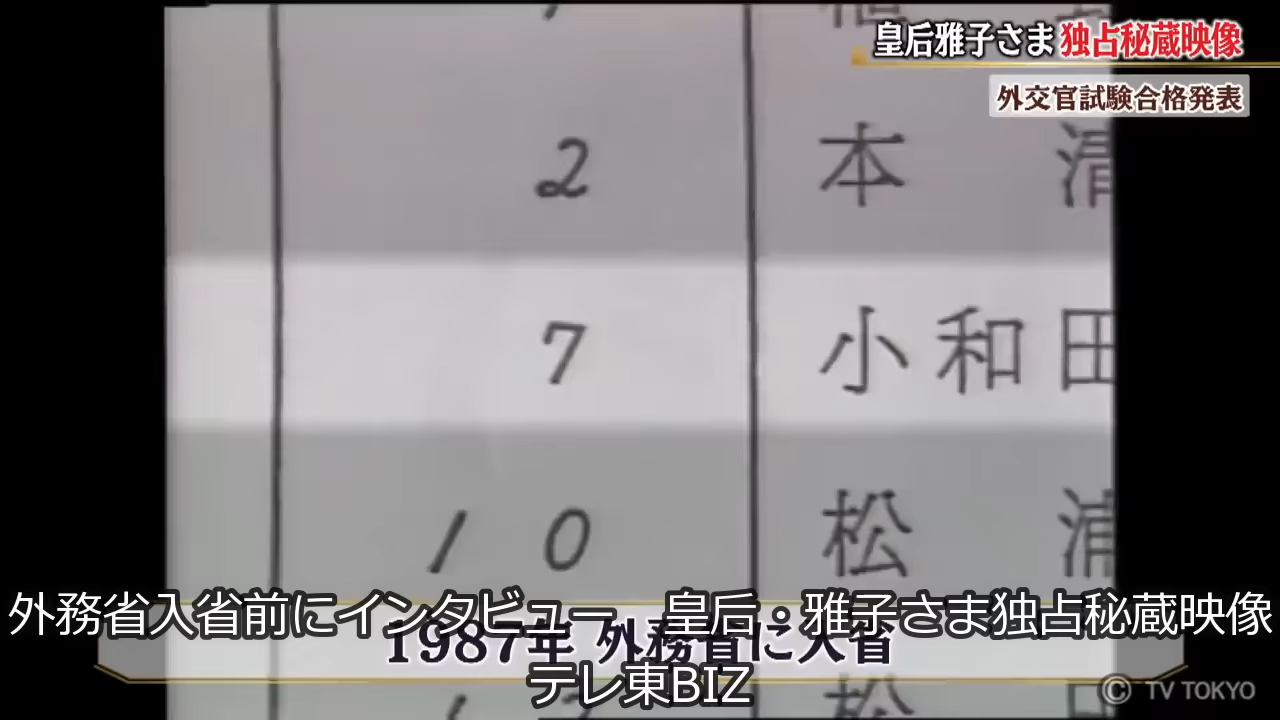 皇后雅子さま 独占秘蔵映像
外交官試験合格発表
2 本 清
7 小和田
10 松 浦
外務省入省前にインタビュー 皇后・雅子さま独占秘蔵映像
1987年 外務省に入省
テレ東BIZ
© TV TOKYO